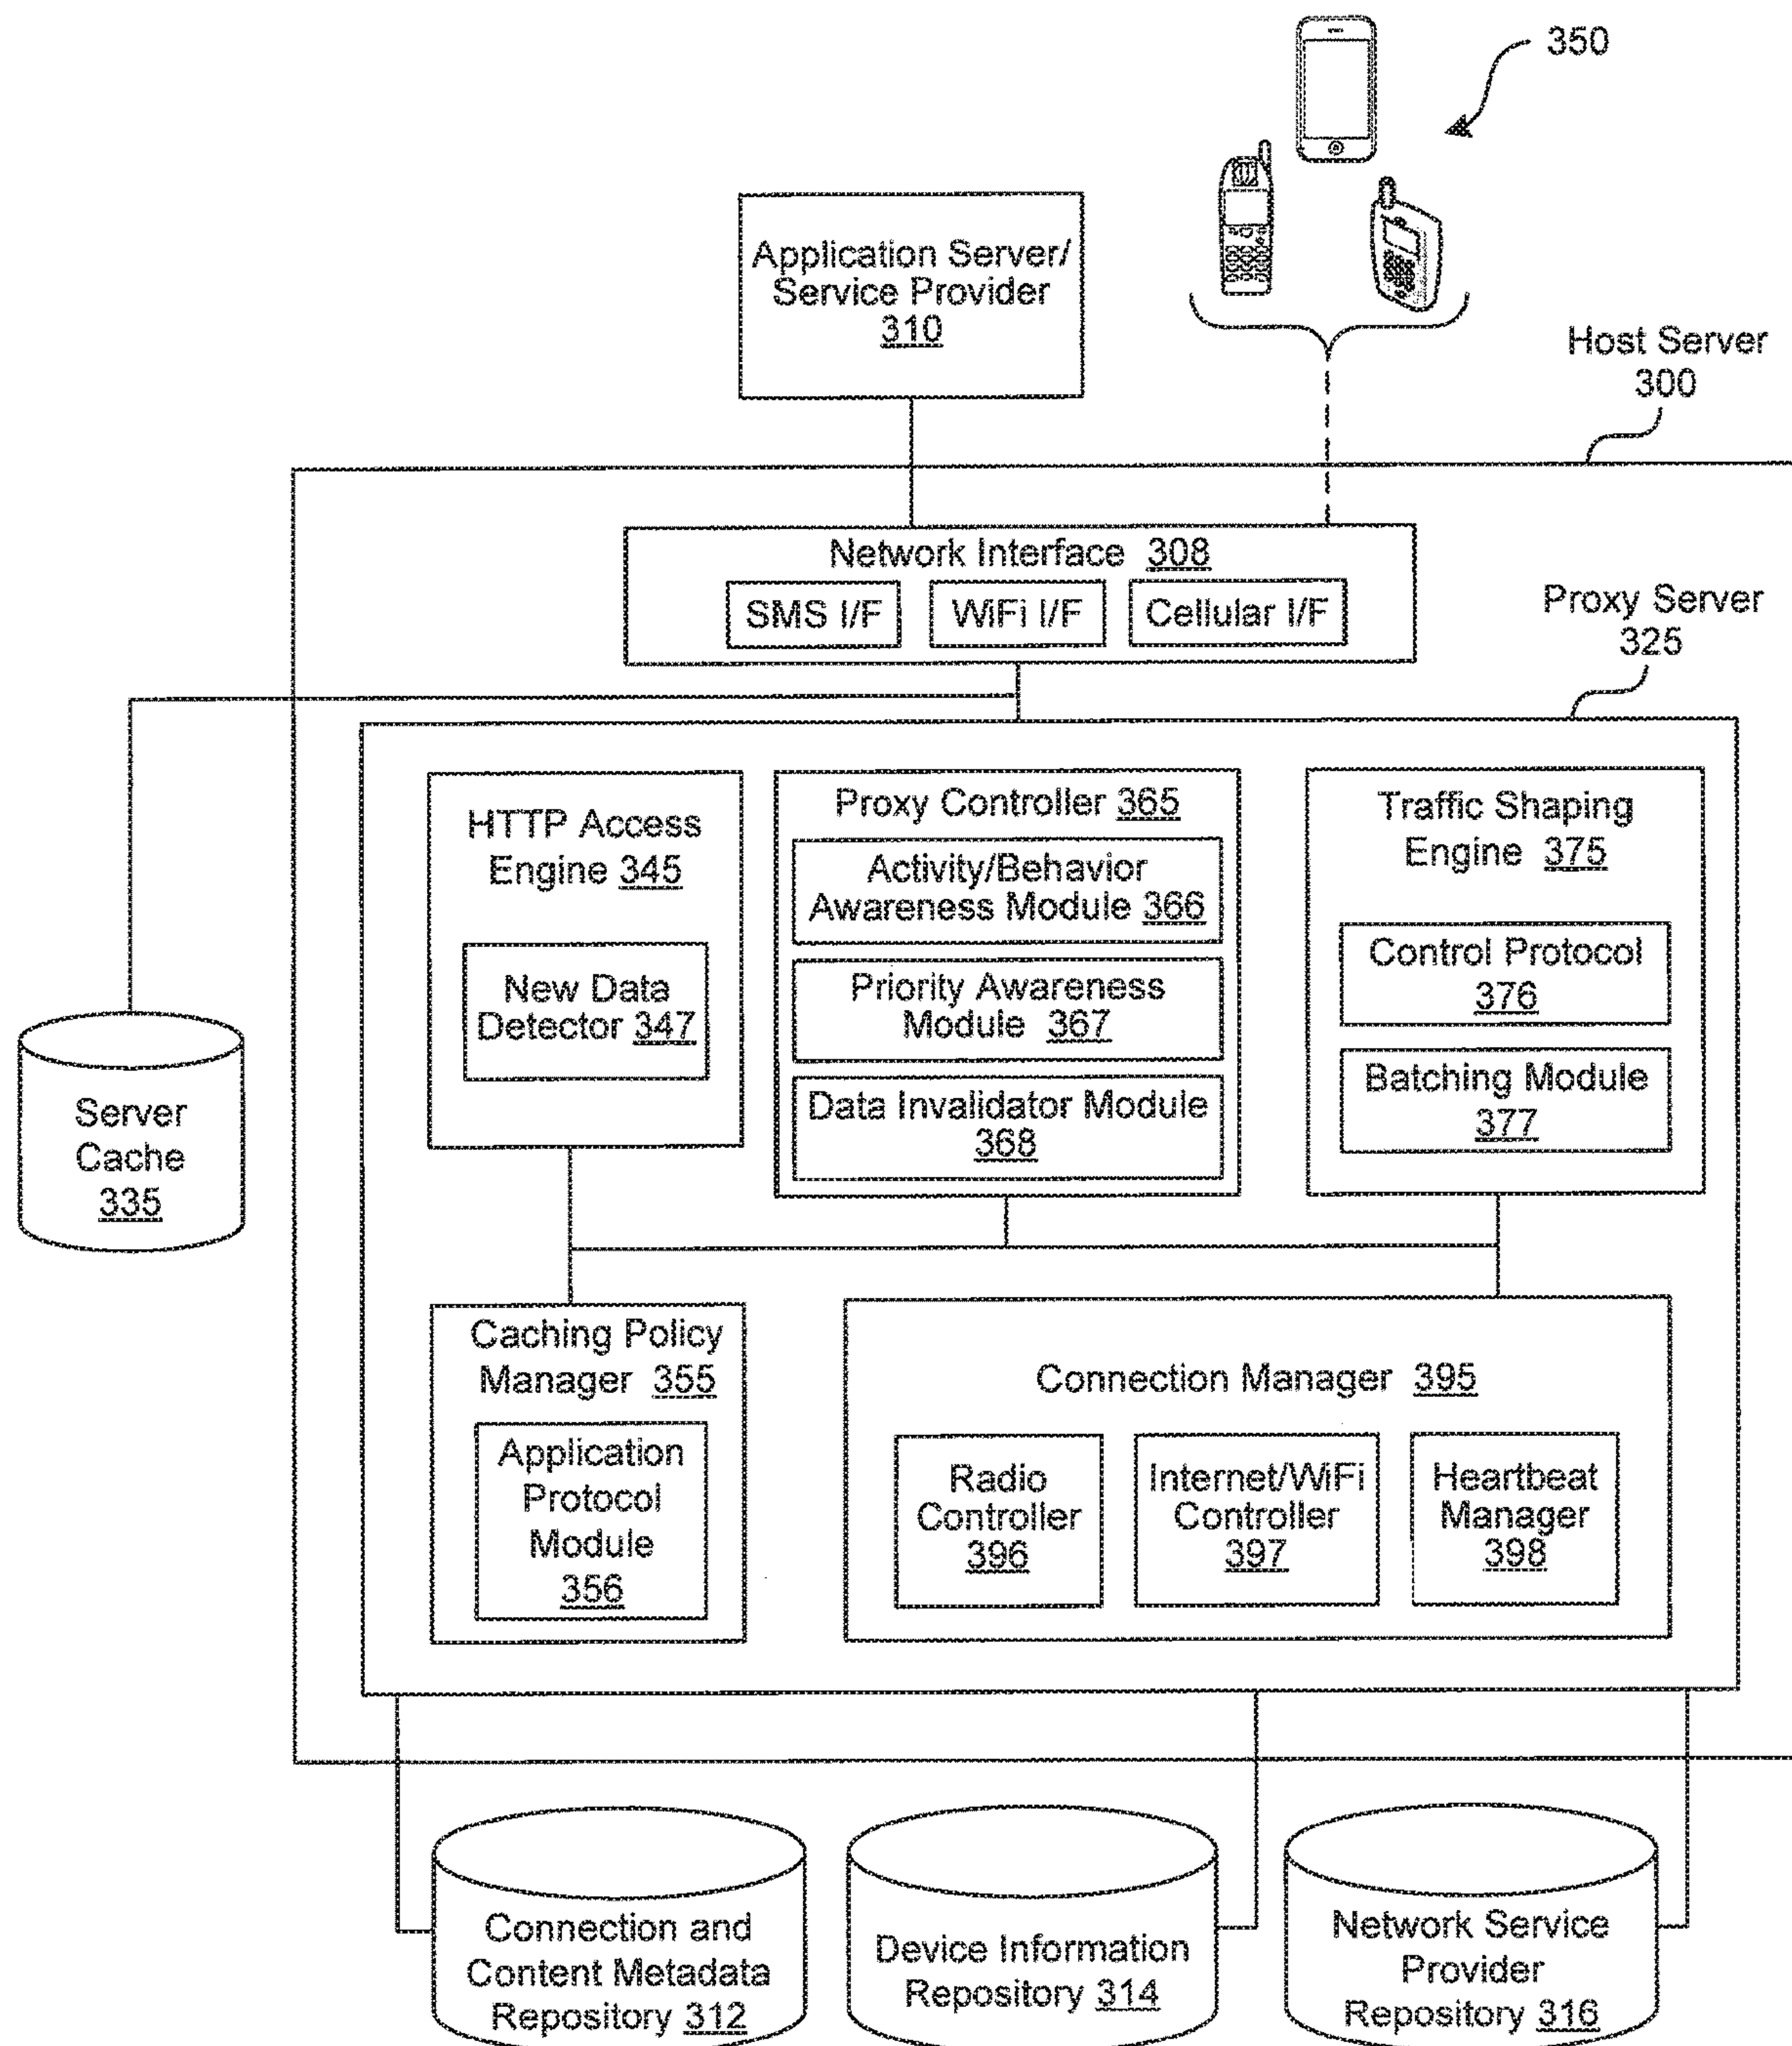 350
Application Server/
Service Provider
310
Host Server
300
Network Interface 308
SMS I/F
WiFi I/F
Cellular I/F
Proxy Server
325
HTTP Access
Engine 345
New Data
Detector 347
Proxy Controller 365
Activity/Behavior
Awareness Module 366
Priority Awareness
Module 367
Data Invalidator Module
368
Traffic Shaping
Engine 375
Control Protocol
376
Batching Module
377
Server
Cache
335
Caching Policy
Manager 355
Application
Protocol
Module
356
Connection Manager 395
Radio
Controller
396
Internet/WiFi
Controller
397
Heartbeat
Manager
398
Connection and
Content Metadata
Repository 312
Device Information
Repository 314
Network Service
Provider
Repository 316